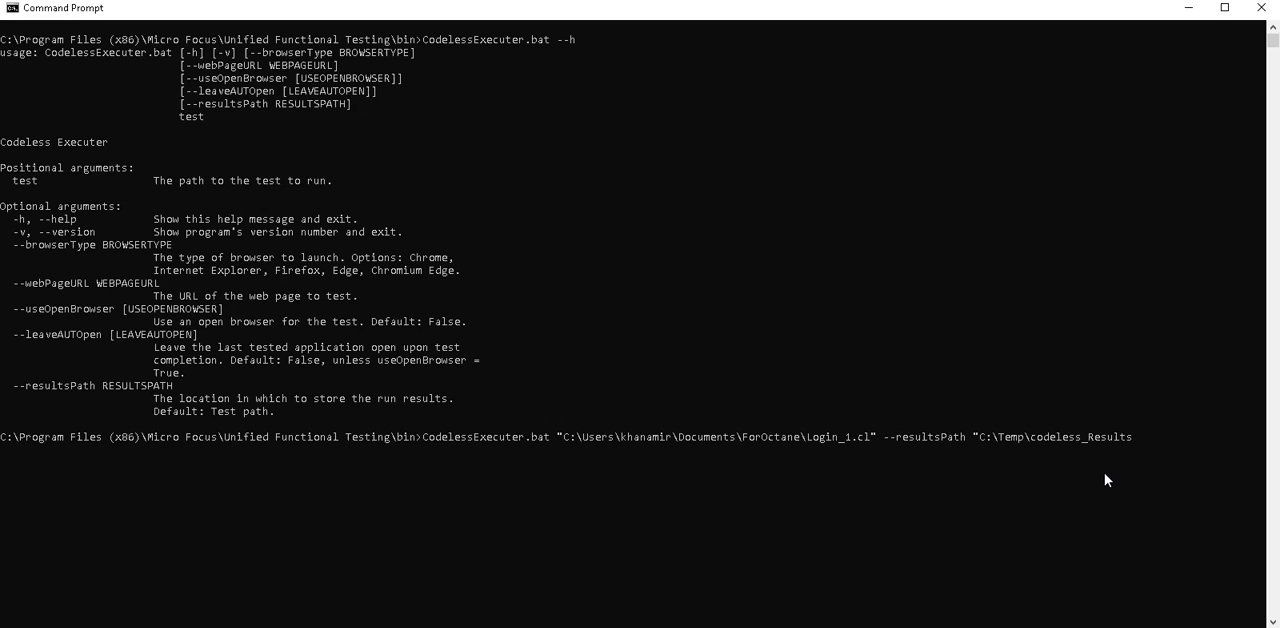 Command Prompt
C:\Program Files (x86)\Micro Focus\Unified Functional Testing\bin>CodelessExecuter.bat --h
usage: CodelessExecuter.bat [-h] [-v] [--browserType BROWSERTYPE]
[--webPageURL WEBPAGEURL]
[--useOpenBrowser [USEOPENBROWSER]]
[--leaveAUTOpen [LEAVEAUTOPEN]]
[--resultsPath RESULTSPATH]
test
Codeless Executer
Positional arguments:
test The path to the test to run.
Optional arguments:
-h, --help Show this help message and exit.
-v, --version Show program's version number and exit.
--browserType BROWSERTYPE
The type of browser to launch. Options: Chrome,
Internet Explorer, Firefox, Edge, Chromium Edge.
--webPageURL WEBPAGEURL
The URL of the web page to test.
--useOpenBrowser [USEOPENBROWSER]
Use an open browser for the test. Default: False.
--leaveAUTOpen [LEAVEAUTOPEN]
Leave the last tested application open upon test
completion. Default: False, unless useOpenBrowser =
True.
--resultsPath RESULTSPATH
The location in which to store the run results.
Default: Test path.
C:\Program Files (x86)\Micro Focus\Unified Functional Testing\bin>CodelessExecuter.bat "C:\Users\khanamir\Documents\ForOctane\Login_1.cl" --resultsPath "C:\Temp\codeless_Results